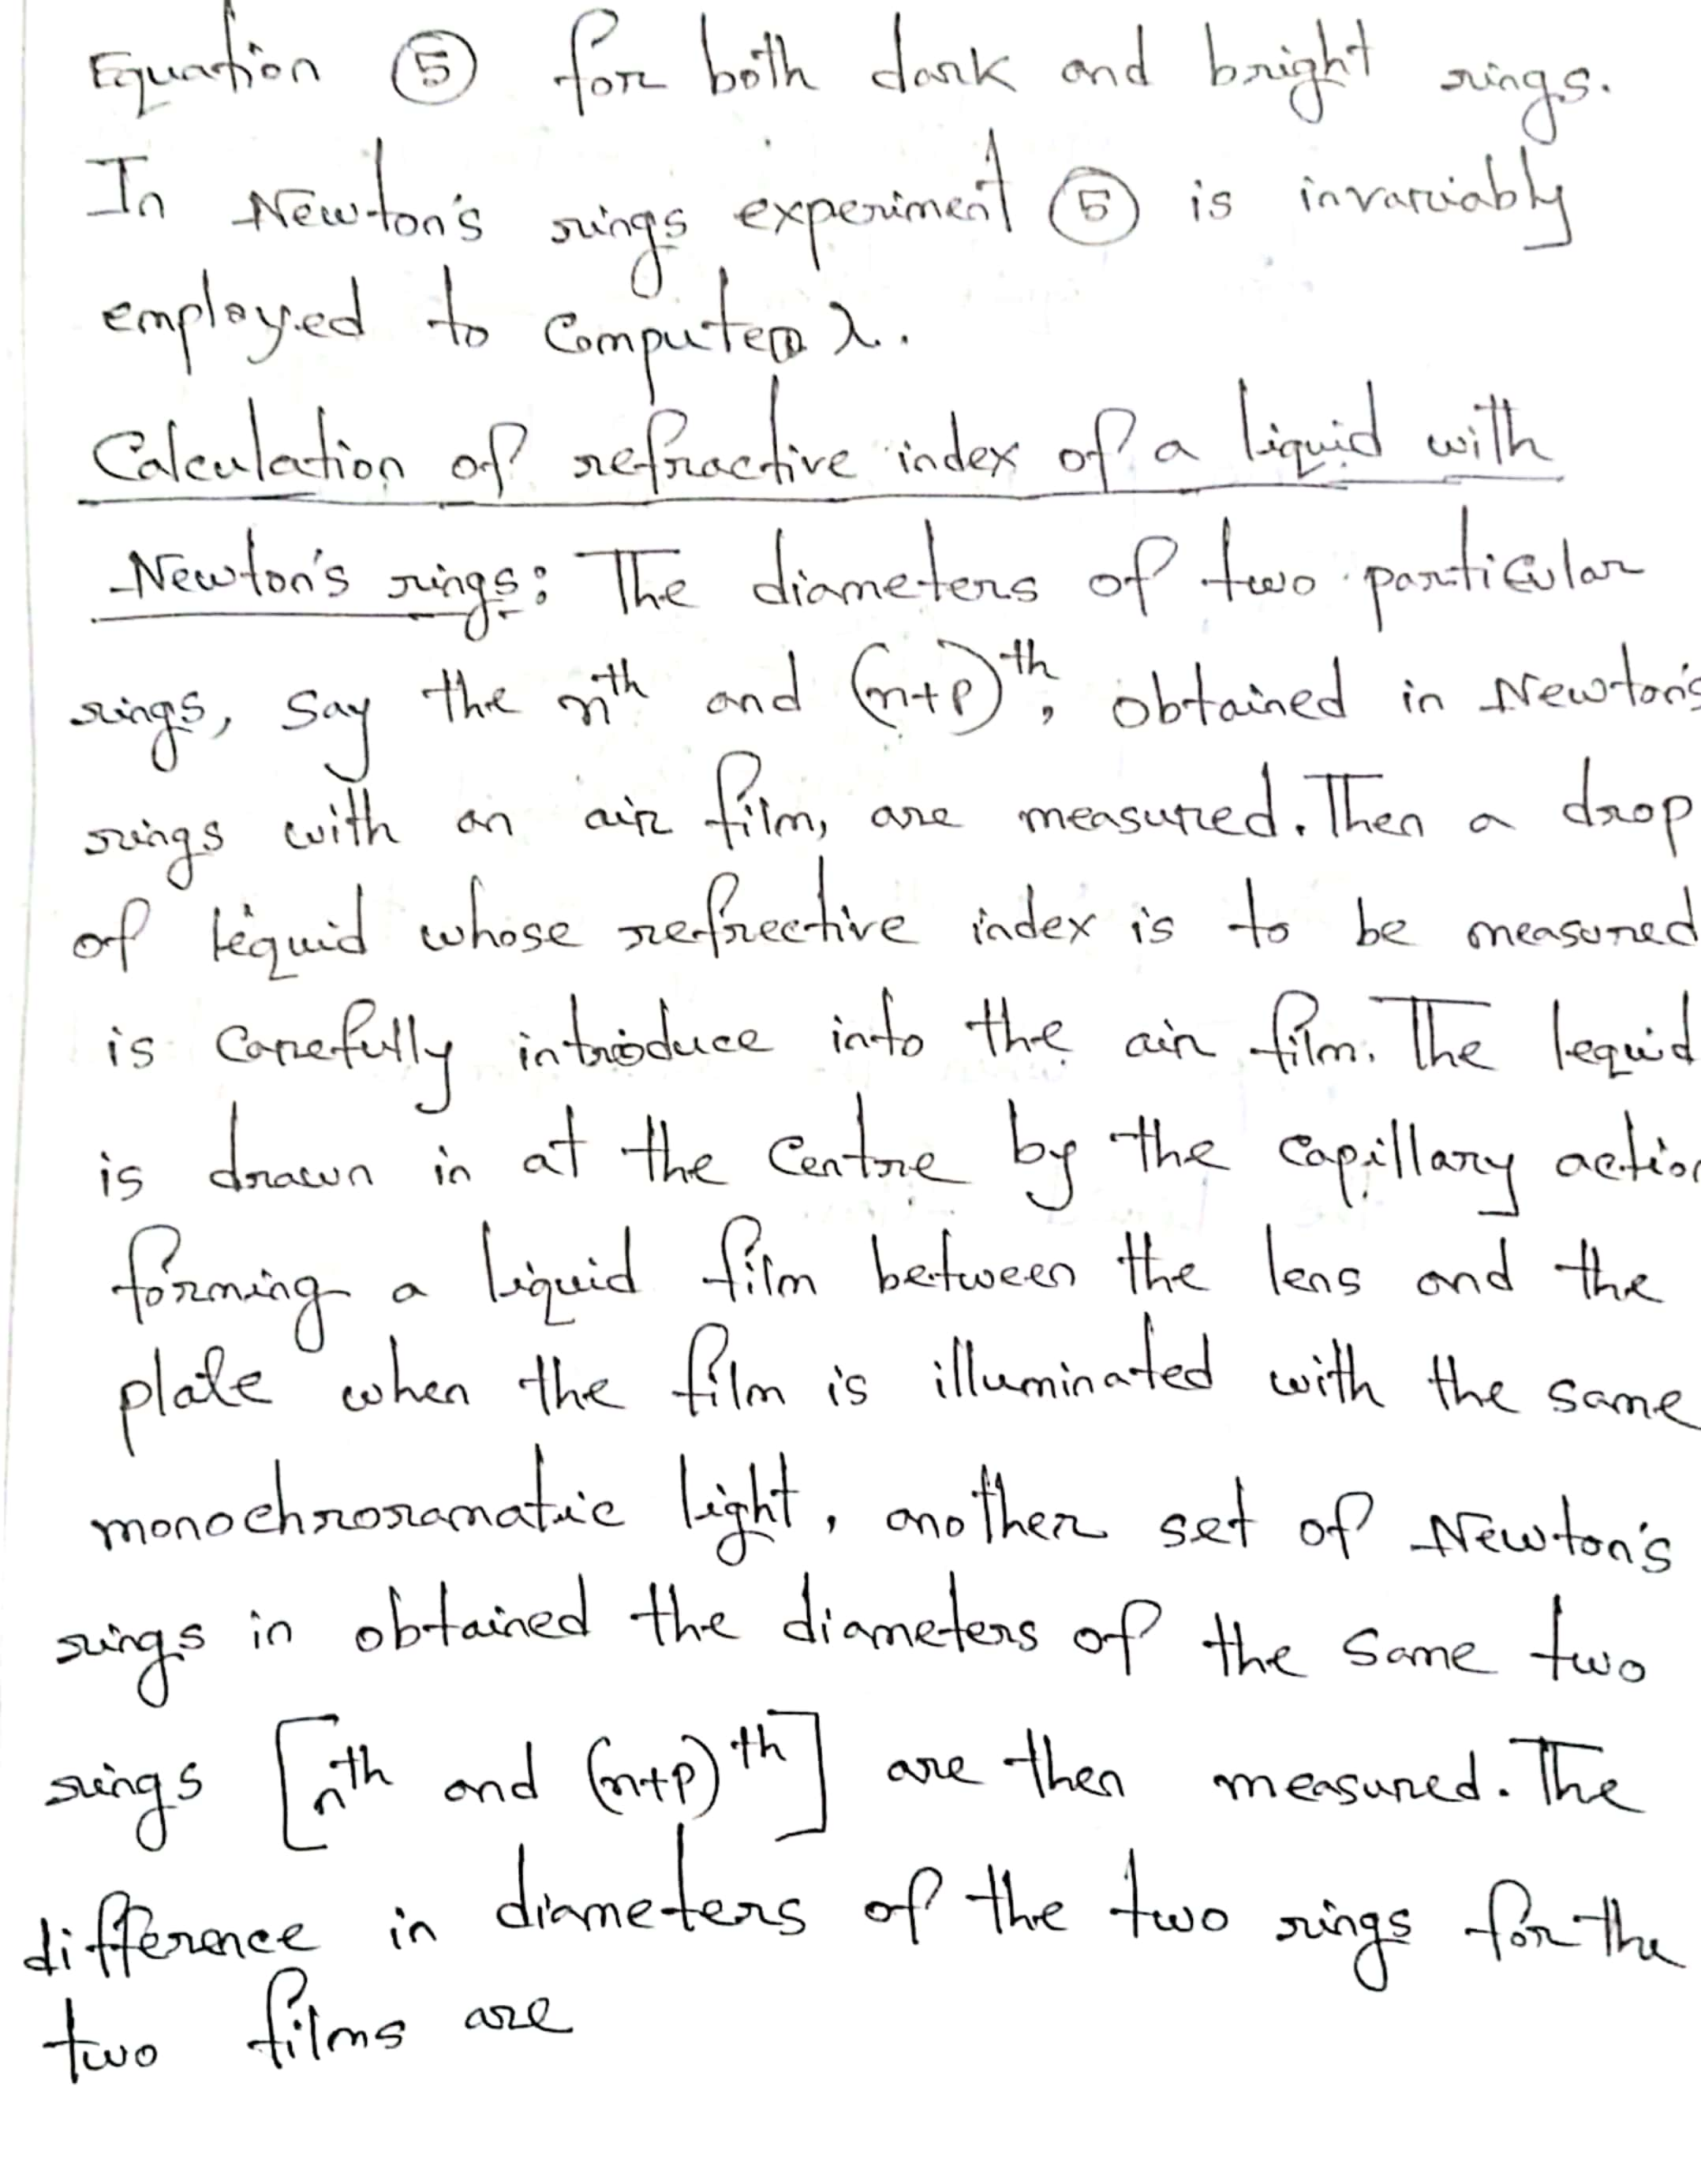 Equation ⑤ for both dark and bright rings.
In Newton's rings experiment ⑤ is invariably
employed to compute λ.
Calculation of refractive index of a liquid with
Newton's rings: The diameters of two particular
rings, say the nth and (n+p)th, obtained in Newton's
rings with an air film, are measured. Then a drop
of lequid whose refrective index is to be measured
is carefully introduce into the air film. The lequid
is drawn in at the centre by the capillary action
forming a liquid film between the lens and the
plate when the film is illuminated with the same
monochroramatic light, another set of Newton's
rings in obtained the diameters of the same two
rings [nth and (n+p)th] are then measured. The
difference in diameters of the two rings for the
two films are